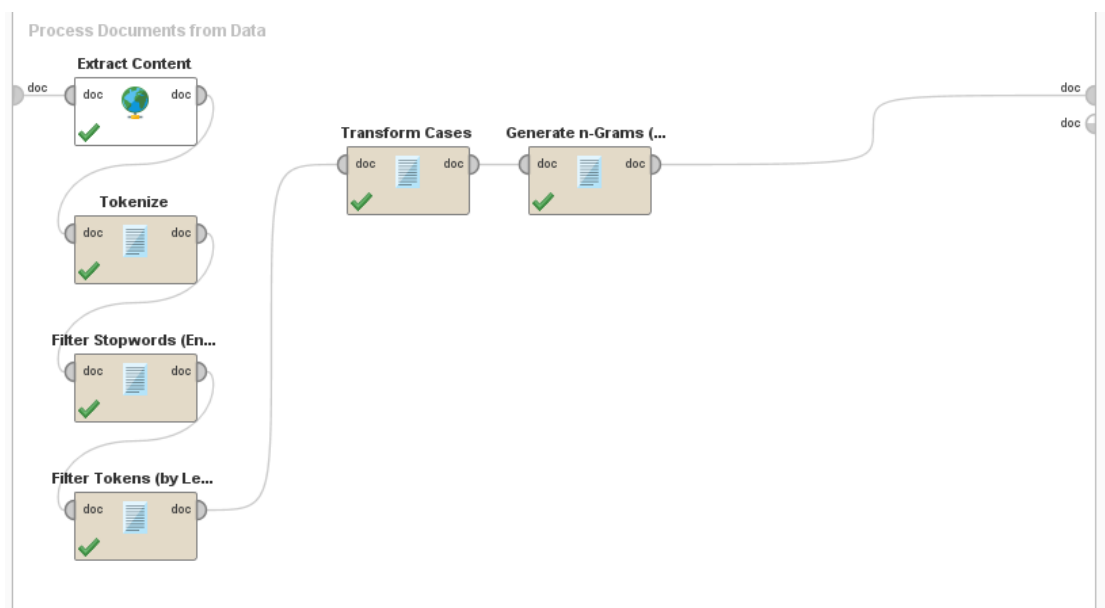 Process Documents from Data
doc
Extract Content
doc doc
Tokenize
doc doc
Filter Stopwords (En...
doc doc
Filter Tokens (by Le...
doc doc
Transform Cases
doc doc
Generate n-Grams (...
doc doc
doc
doc